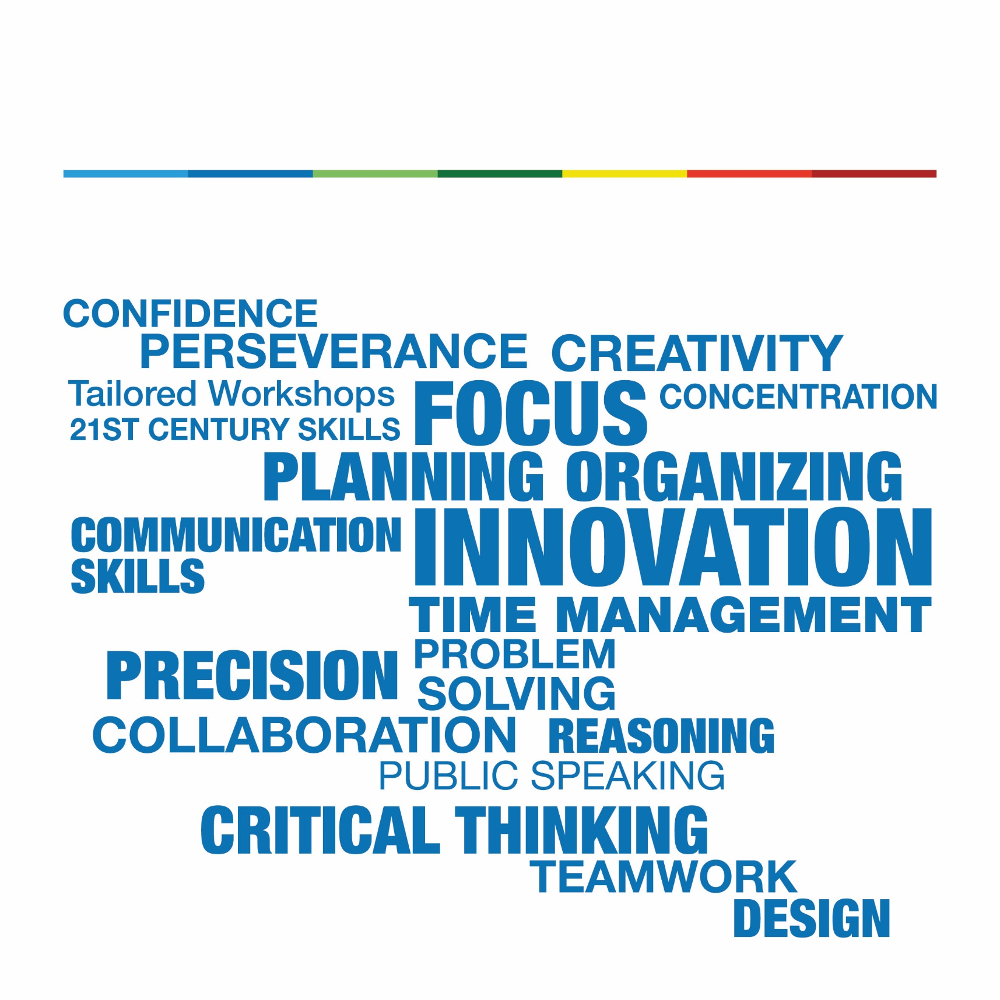 CONFIDENCE
PERSEVERANCE CREATIVITY
Tailored Workshops FOCUS CONCENTRATION
21ST CENTURY SKILLS
PLANNING ORGANIZING
COMMUNICATION INNOVATION
SKILLS
TIME MANAGEMENT
PRECISION PROBLEM
SOLVING
COLLABORATION REASONING
PUBLIC SPEAKING
CRITICAL THINKING
TEAMWORK
DESIGN